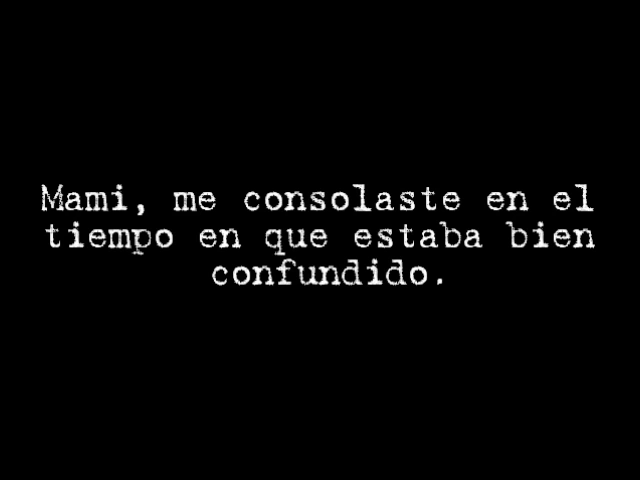 Mami, me consolaste en el
tiempo en que estaba bien
confundido.